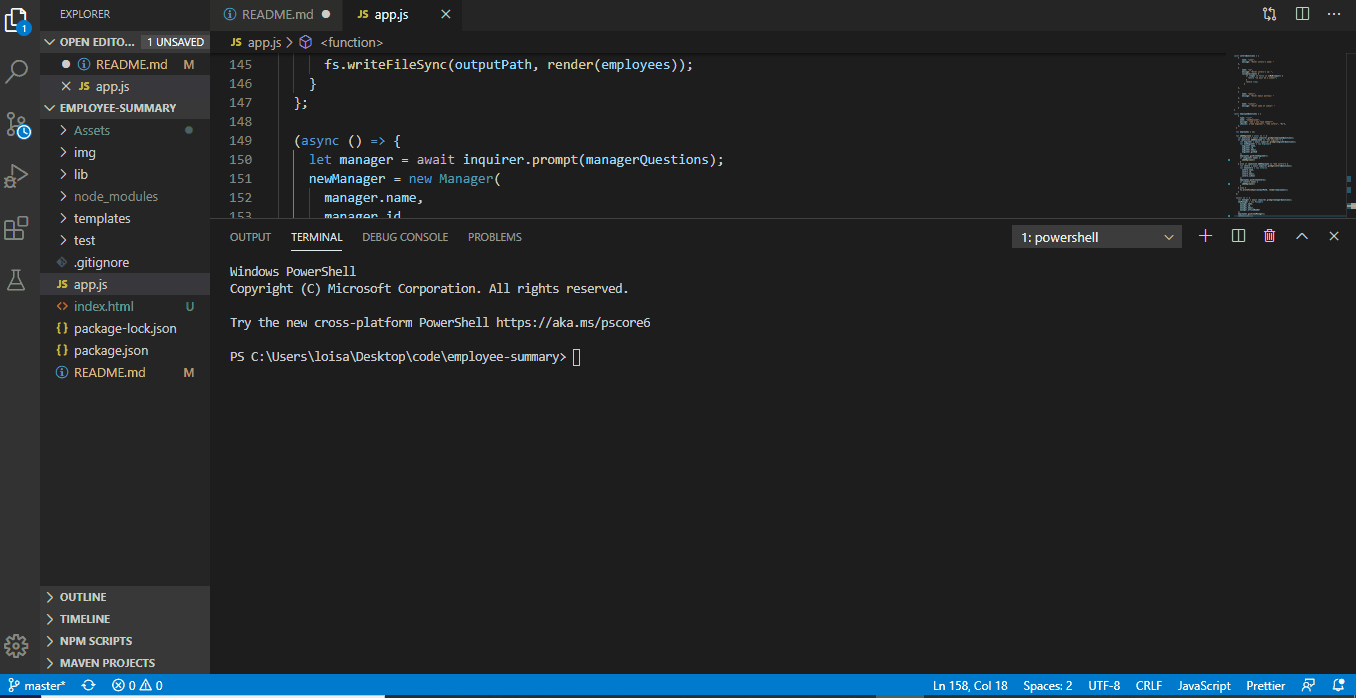 EXPLORER
OPEN EDITO... 1 UNSAVED
README.md M
JS app.js
EMPLOYEE-SUMMARY
Assets
img
lib
node_modules
templates
test
.gitignore
JS app.js
<> index.html U
{} package-lock.json
{} package.json
README.md M
OUTLINE
TIMELINE
NPM SCRIPTS
MAVEN PROJECTS
1
README.md
JS app.js
JS app.js > <function>
145 fs.writeFileSync(outputPath, render(employees));
146 }
147 };
148
149 (async () => {
150 let manager = await inquirer.prompt(managerQuestions);
151 newManager = new Manager(
152 manager.name,
153 manager.id
OUTPUT TERMINAL DEBUG CONSOLE PROBLEMS 1: powershell
Windows PowerShell
Copyright (C) Microsoft Corporation. All rights reserved.
Try the new cross-platform PowerShell https://aka.ms/pscore6
PS C:\Users\loisa\Desktop\code\employee-summary>
master* 0 0 Ln 158, Col 18 Spaces: 2 UTF-8 CRLF JavaScript Prettier